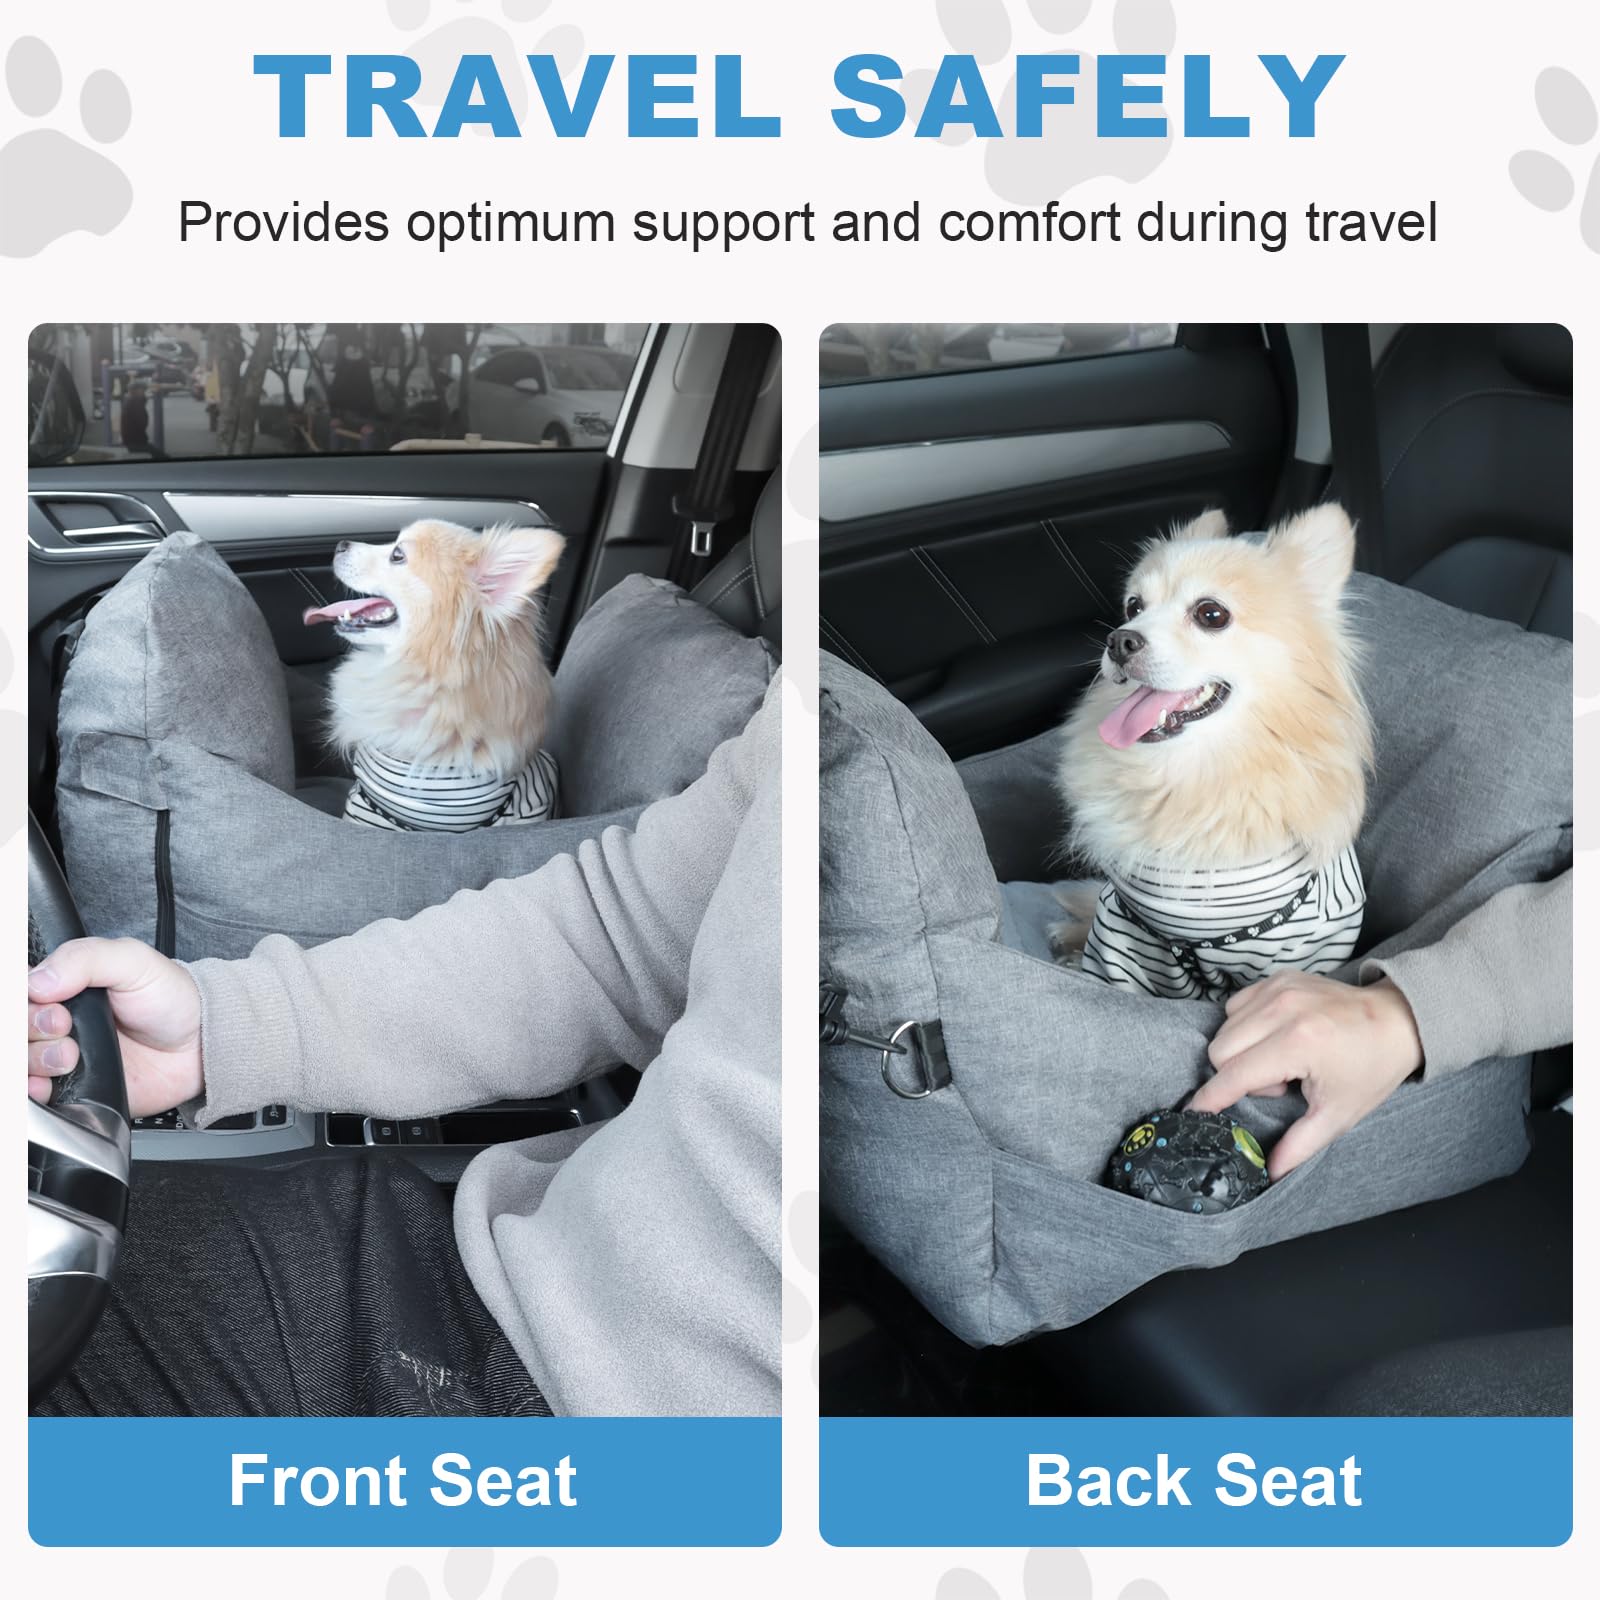 TRAVEL SAFELY
Provides optimum support and comfort during travel
Front Seat
Back Seat